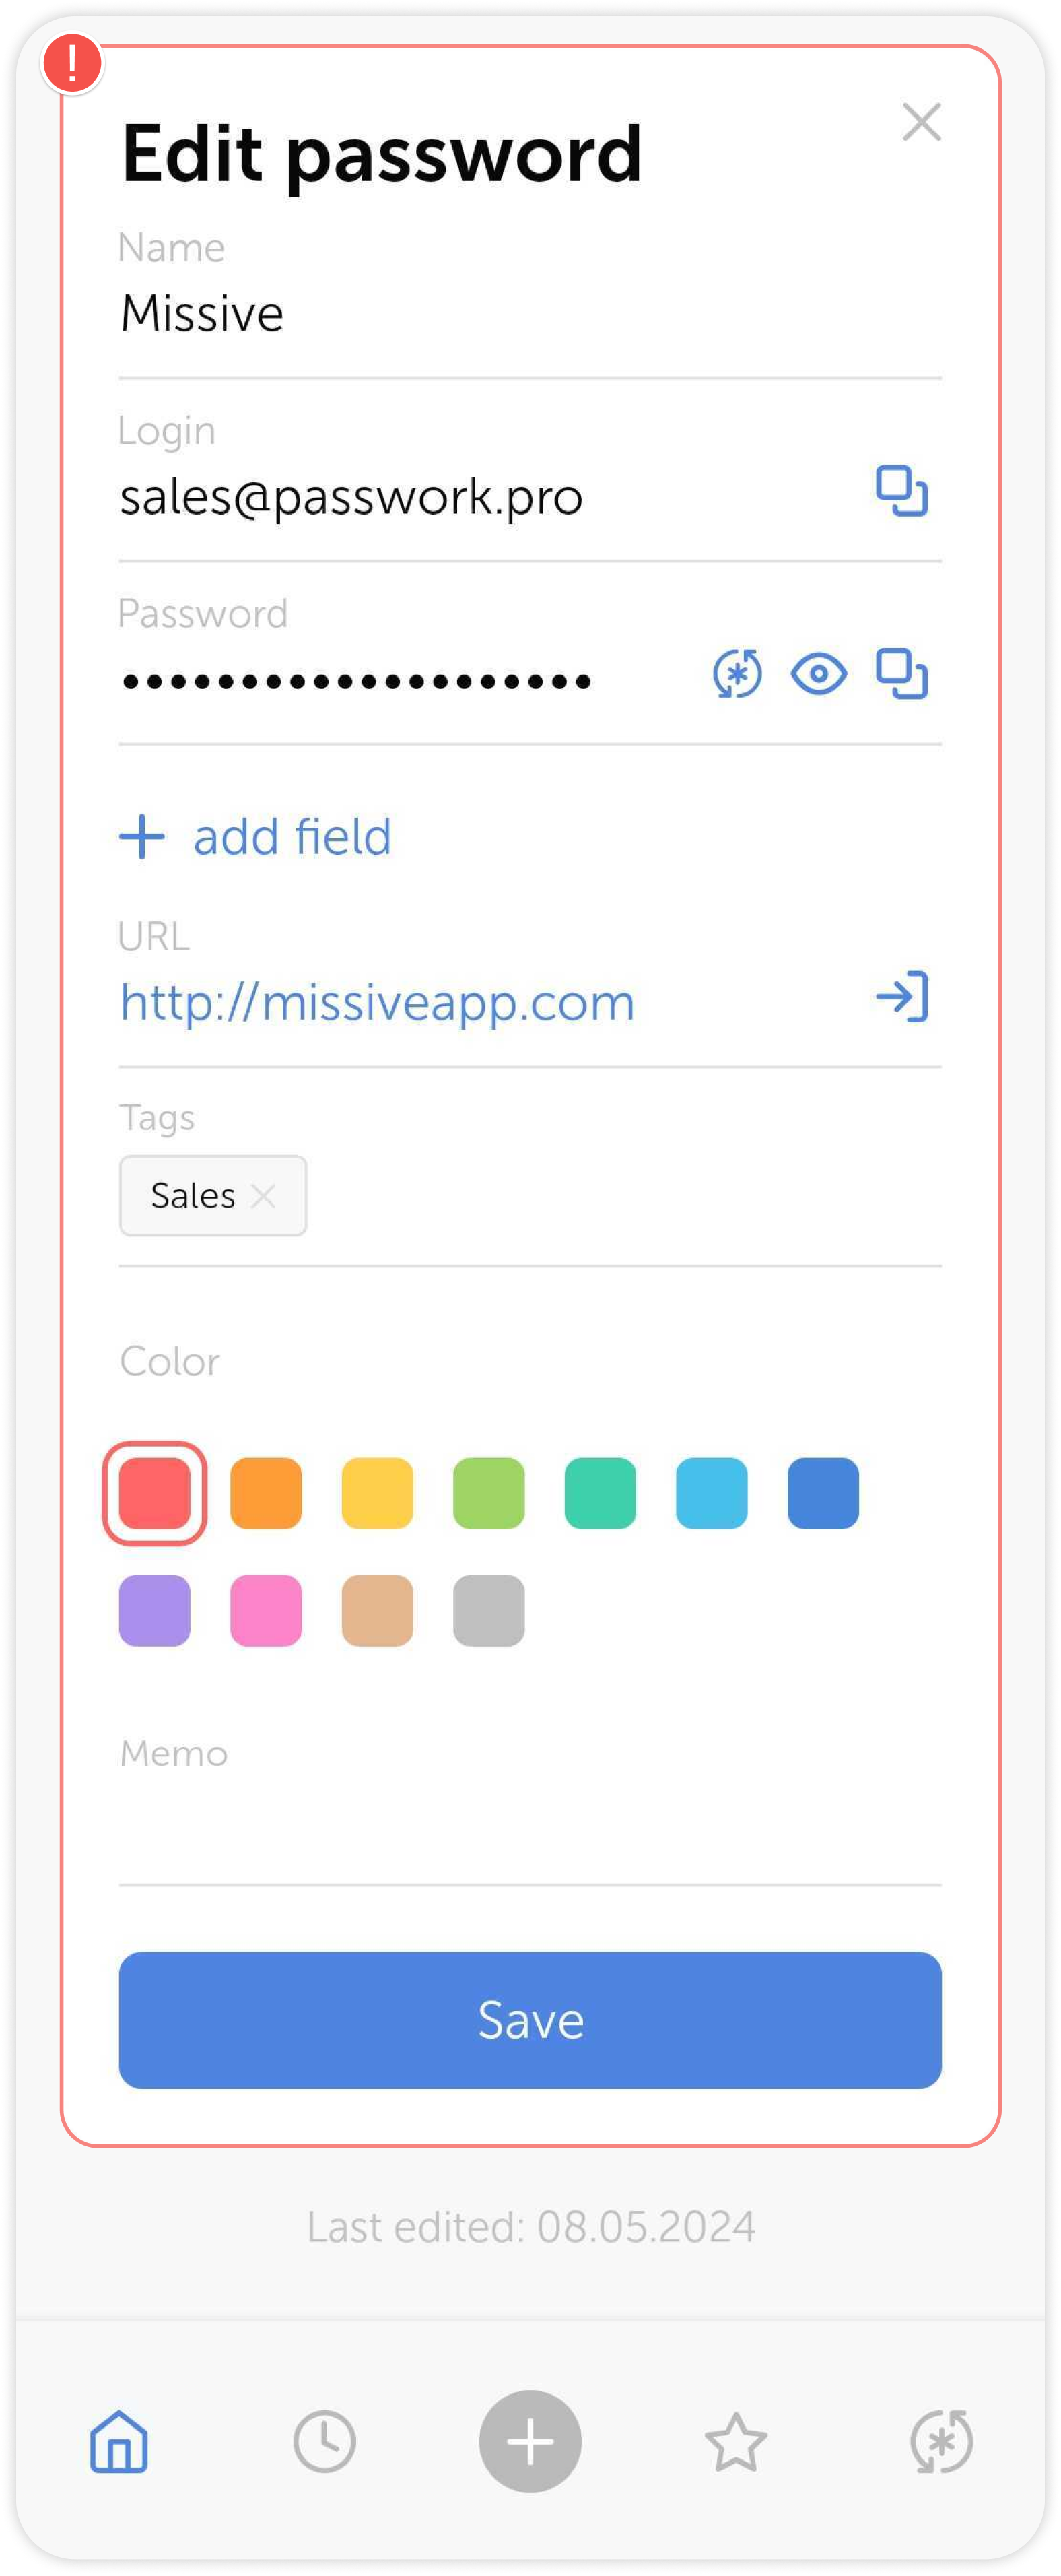 !
Edit password
Name
Missive
Login
sales@passwork.pro
Password
••••••••••••••••••••
+ add field
URL
http://missiveapp.com
Tags
Sales
Color
Memo
Save
Last edited: 08.05.2024